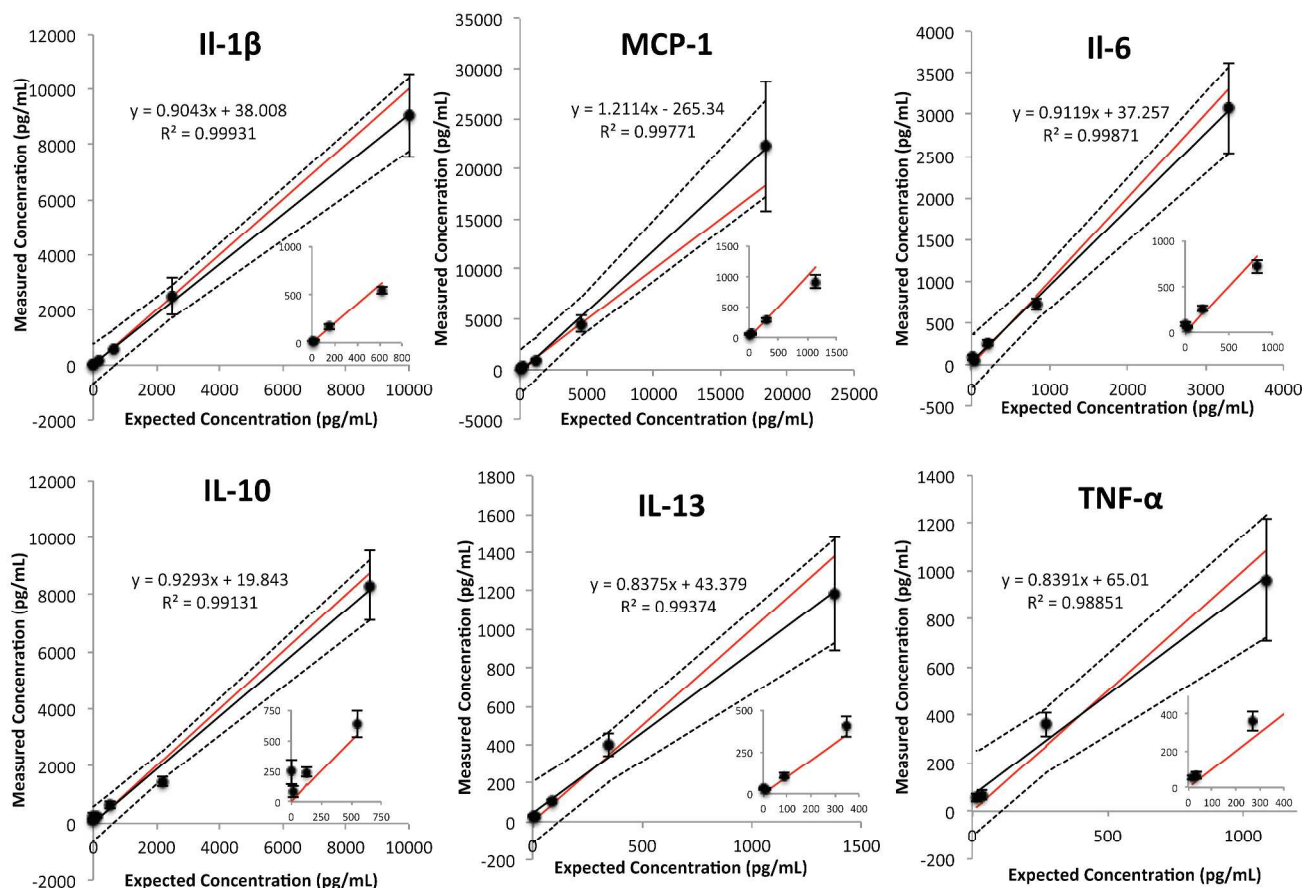 Il-1β
y = 0.9043x + 38.008
R² = 0.99931
Measured Concenration (pg/mL)
12000
10000
8000
6000
4000
2000
0
-2000
0
2000
4000
6000
8000
10000
Expected Concentration (pg/mL)
1000
500
0
0 200 400 600 800
MCP-1
y = 1.2114x - 265.34
R² = 0.99771
Measured Concenration (pg/mL)
35000
30000
25000
20000
15000
10000
5000
0
-5000
0
5000
10000
15000
20000
25000
Expected Concentration (pg/mL)
1500
1000
500
0
0 500 1000 1500
Il-6
y = 0.9119x + 37.257
R² = 0.99871
Measured Concenration (pg/mL)
4000
3500
3000
2500
2000
1500
1000
500
0
-500
0
1000
2000
3000
4000
Expected Concentration (pg/mL)
1000
500
0
0 500 1000
IL-10
y = 0.9293x + 19.843
R² = 0.99131
Measured Concenration (pg/mL)
12000
10000
8000
6000
4000
2000
0
-2000
0
2000
4000
6000
8000
10000
Expected Concentration (pg/mL)
750
500
250
0
0 250 500 750
IL-13
y = 0.8375x + 43.379
R² = 0.99374
Measured Concenration (pg/mL)
1800
1600
1400
1200
1000
800
600
400
200
0
-200
0
500
1000
1500
Expected Concentration (pg/mL)
500
250
0
0 100 200 300 400
TNF-α
y = 0.8391x + 65.01
R² = 0.98851
Measured Concenration (pg/mL)
1400
1200
1000
800
600
400
200
0
-200
0
500
1000
Expected Concentration (pg/mL)
400
200
0
0 100 200 300 400